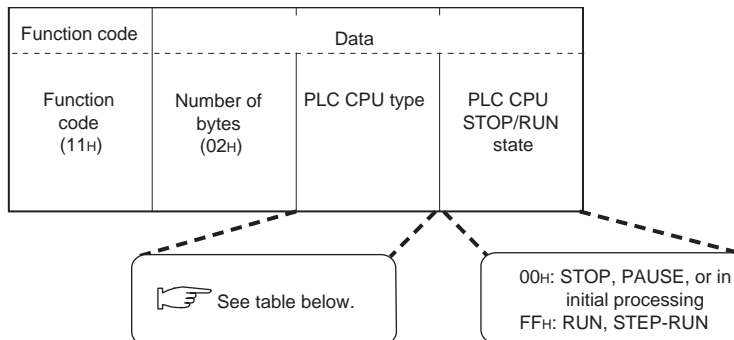 Function code
Data
Function
code
(11H)
Number of
bytes
(02H)
PLC CPU type
PLC CPU
STOP/RUN
state
See table below.
00H: STOP, PAUSE, or in
initial processing
FFH: RUN, STEP-RUN